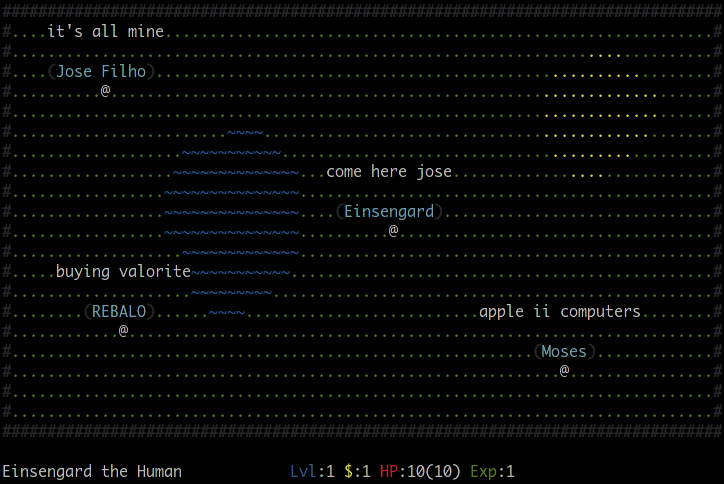 it's all mine
(Jose Filho)
@
come here jose
(Einsengard)
@
buying valorite
(REBALO)
@
apple ii computers
(Moses)
@
Einsengard the Human Lvl:1 $:1 HP:10(10) Exp:1